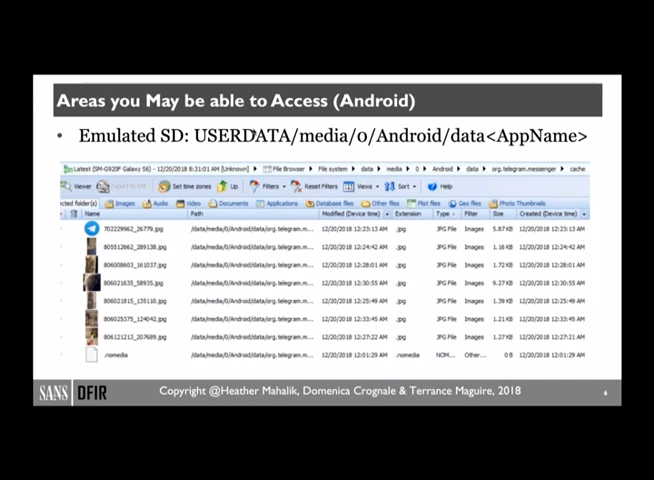 Areas you May be able to Access (Android)
• Emulated SD: USERDATA/media/0/Android/data<AppName>
Latest (SM-G920F Galaxy S6) - 12/20/2018 8:31:01 AM [Unknown] File Browser File system data media 0 Android data org.telegram.messenger cache
Viewer Export to KML Set time zones Up Filters Reset Filters Views Sort Help
cted folder(s) Images Audio Video Documents Applications Database files Other files Plist files Geo files Photo Thumbnails
Name Path Modified (Device time) Extension Type Filter Size Created (Device time)
702229962_26779.jpg /data/media/0/Android/data/org.telegram.m... 12/20/2018 12:23:13 AM .jpg JPG File Images 5.87 KB 12/20/2018 12:23:13 AM
805512662_289138.jpg /data/media/0/Android/data/org.telegram.m... 12/20/2018 12:24:42 AM .jpg JPG File Images 1.16 KB 12/20/2018 12:24:42 AM
806008603_161037.jpg /data/media/0/Android/data/org.telegram.m... 12/20/2018 12:28:01 AM .jpg JPG File Images 1.72 KB 12/20/2018 12:28:01 AM
806021635_58935.jpg /data/media/0/Android/data/org.telegram.m... 12/20/2018 12:30:55 AM .jpg JPG File Images 9.27 KB 12/20/2018 12:30:55 AM
806021815_135110.jpg /data/media/0/Android/data/org.telegram.m... 12/20/2018 12:25:49 AM .jpg JPG File Images 1.39 KB 12/20/2018 12:25:49 AM
806025375_124042.jpg /data/media/0/Android/data/org.telegram.m... 12/20/2018 12:33:45 AM .jpg JPG File Images 1.21 KB 12/20/2018 12:33:45 AM
806121213_207689.jpg /data/media/0/Android/data/org.telegram.m... 12/20/2018 12:27:22 AM .jpg JPG File Images 1.27 KB 12/20/2018 12:27:21 AM
.nomedia /data/media/0/Android/data/org.telegram.m... 12/20/2018 12:01:29 AM .nomedia NOM... Other... 0 B 12/20/2018 12:01:29 AM
SANS DFIR Copyright @Heather Mahalik, Domenica Crognale & Terrance Maguire, 2018 6